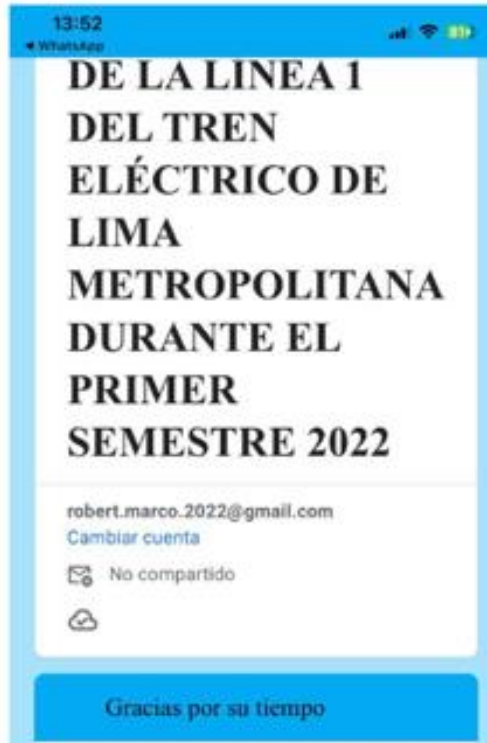 13:52
81
◀ WhatsApp
DE LA LINEA 1
DEL TREN
ELÉCTRICO DE
LIMA
METROPOLITANA
DURANTE EL
PRIMER
SEMESTRE 2022
robert.marco.2022@gmail.com
Cambiar cuenta
No compartido
Gracias por su tiempo